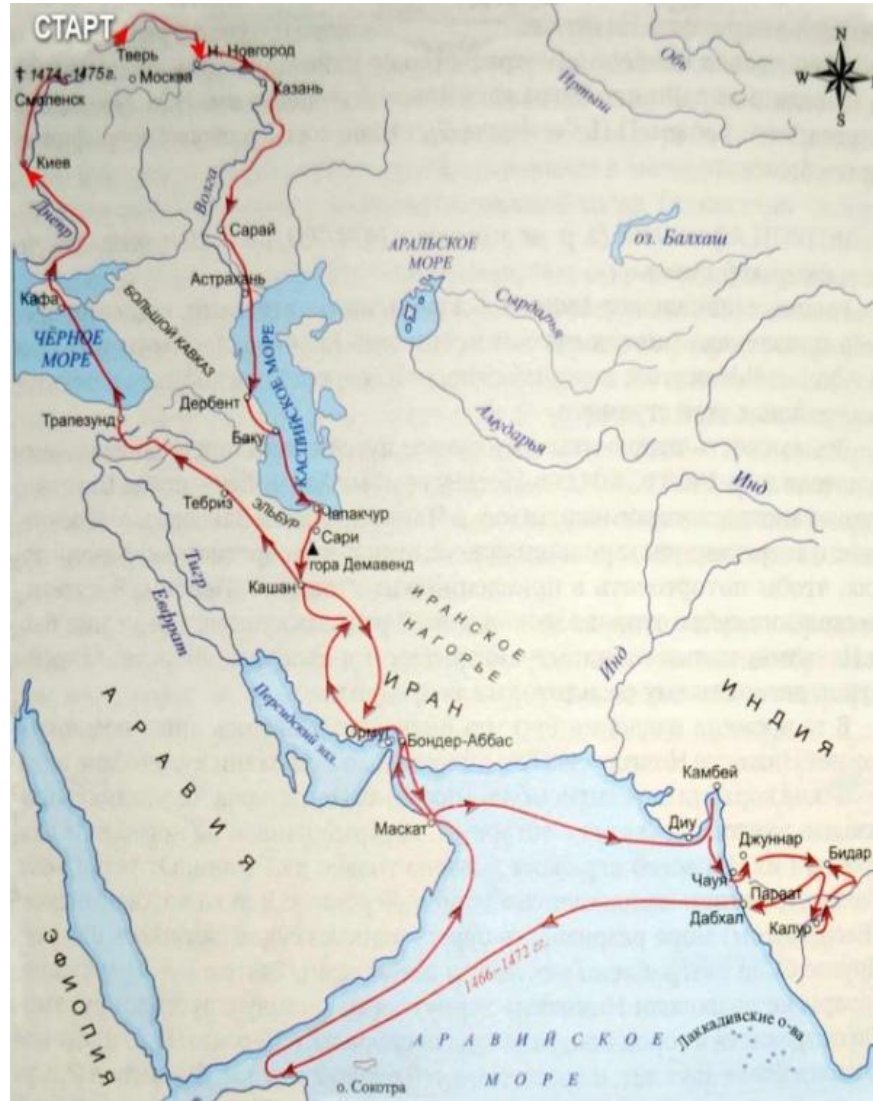 СТАРТ
Тверь
Н. Новгород
Москва
Казань
† 1474–1475 г.
Смоленск
Киев
Днепр
Волга
Сарай
Астрахань
Обь
Иртыш
N
W
S
АРАЛЬСКОЕ
МОРЕ
оз. Балхаш
Сырдарья
Амударья
Кафа
ЧЁРНОЕ
МОРЕ
БОЛЬШОЙ КАВКАЗ
КАСПИЙСКОЕ МОРЕ
Дербент
Баку
Трапезунд
Тебриз
ЭЛЬБУР
Чапакур
Сари
гора Демавенд
Кашан
Тигр
Евфрат
ИРАНСКОЕ
НАГОРЬЕ
ИРАН
Инд
Инд
ИНДИЯ
АРАВИЯ
Персидский зал.
Ормуз
Бондер-Аббас
Маскат
Камбей
Диу
Джуннар
Бидар
Чауя
Параат
Дабхал
Калур
1466–1472 гг.
ЭФИОПИЯ
АРАВИЙСКОЕ
МОРЕ
о. Сокотра
Лаккадивские о-ва